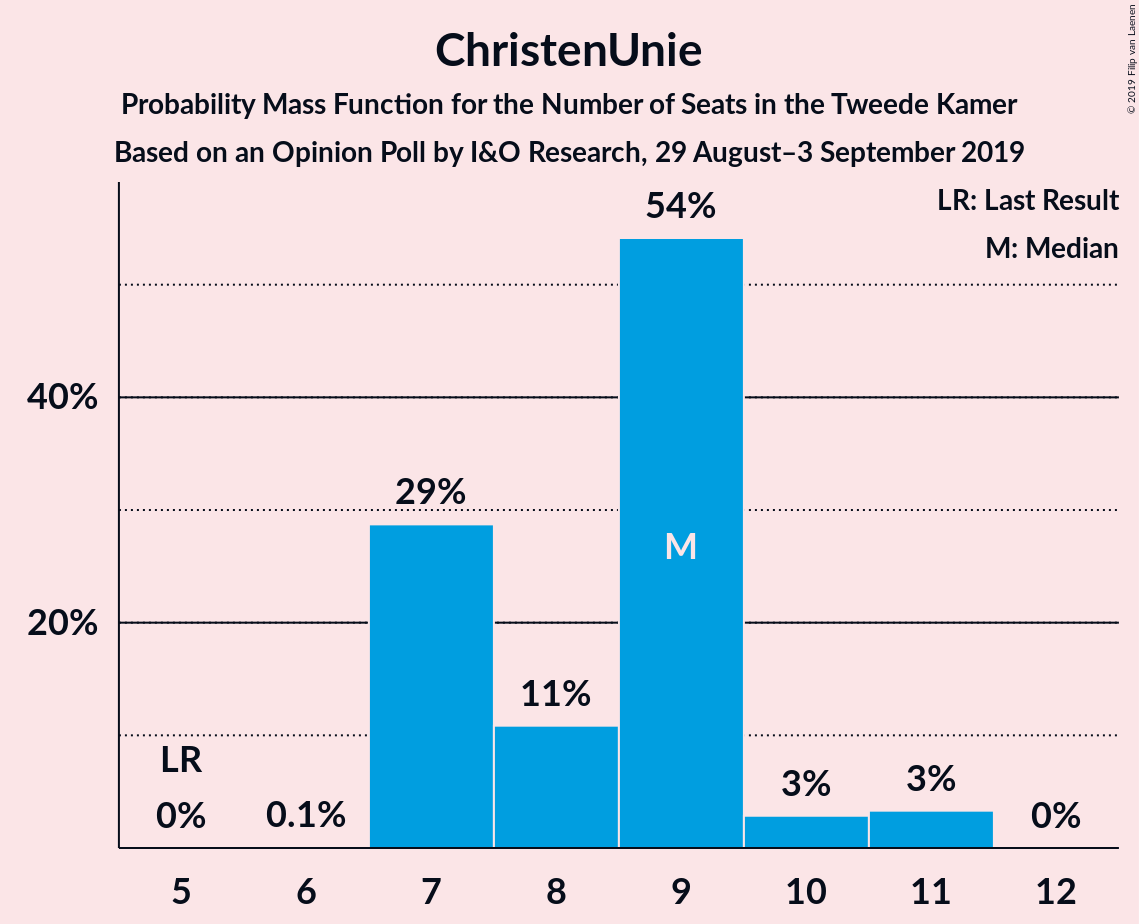 ChristenUnie
Probability Mass Function for the Number of Seats in the Tweede Kamer
Based on an Opinion Poll by I&O Research, 29 August–3 September 2019
© 2019 Filip van Laenen
LR: Last Result
M: Median
54%
40%
29%
M
20%
11%
LR
0%
0.1%
3%
3%
0%
5 6 7 8 9 10 11 12